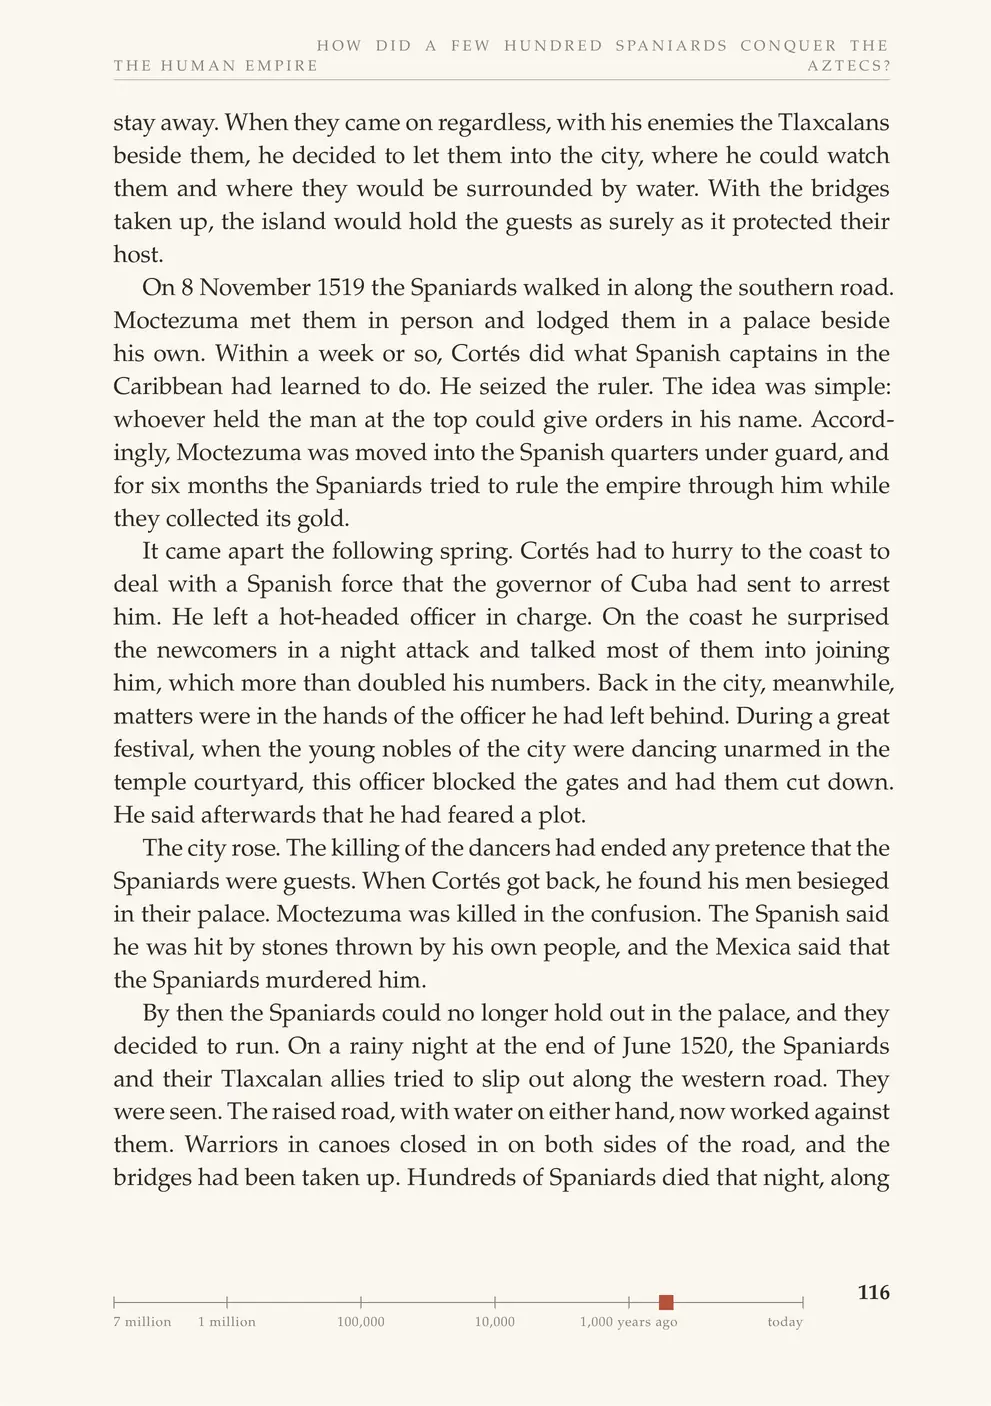 HOW DID A FEW HUNDRED SPANIARDS CONQUER THE
THE HUMAN EMPIRE AZTECS?
stay away. When they came on regardless, with his enemies the Tlaxcalans
beside them, he decided to let them into the city, where he could watch
them and where they would be surrounded by water. With the bridges
taken up, the island would hold the guests as surely as it protected their
host.
On 8 November 1519 the Spaniards walked in along the southern road.
Moctezuma met them in person and lodged them in a palace beside
his own. Within a week or so, Cortés did what Spanish captains in the
Caribbean had learned to do. He seized the ruler. The idea was simple:
whoever held the man at the top could give orders in his name. Accord-
ingly, Moctezuma was moved into the Spanish quarters under guard, and
for six months the Spaniards tried to rule the empire through him while
they collected its gold.
It came apart the following spring. Cortés had to hurry to the coast to
deal with a Spanish force that the governor of Cuba had sent to arrest
him. He left a hot-headed officer in charge. On the coast he surprised
the newcomers in a night attack and talked most of them into joining
him, which more than doubled his numbers. Back in the city, meanwhile,
matters were in the hands of the officer he had left behind. During a great
festival, when the young nobles of the city were dancing unarmed in the
temple courtyard, this officer blocked the gates and had them cut down.
He said afterwards that he had feared a plot.
The city rose. The killing of the dancers had ended any pretence that the
Spaniards were guests. When Cortés got back, he found his men besieged
in their palace. Moctezuma was killed in the confusion. The Spanish said
he was hit by stones thrown by his own people, and the Mexica said that
the Spaniards murdered him.
By then the Spaniards could no longer hold out in the palace, and they
decided to run. On a rainy night at the end of June 1520, the Spaniards
and their Tlaxcalan allies tried to slip out along the western road. They
were seen. The raised road, with water on either hand, now worked against
them. Warriors in canoes closed in on both sides of the road, and the
bridges had been taken up. Hundreds of Spaniards died that night, along
116
7 million 1 million 100,000 10,000 1,000 years ago today